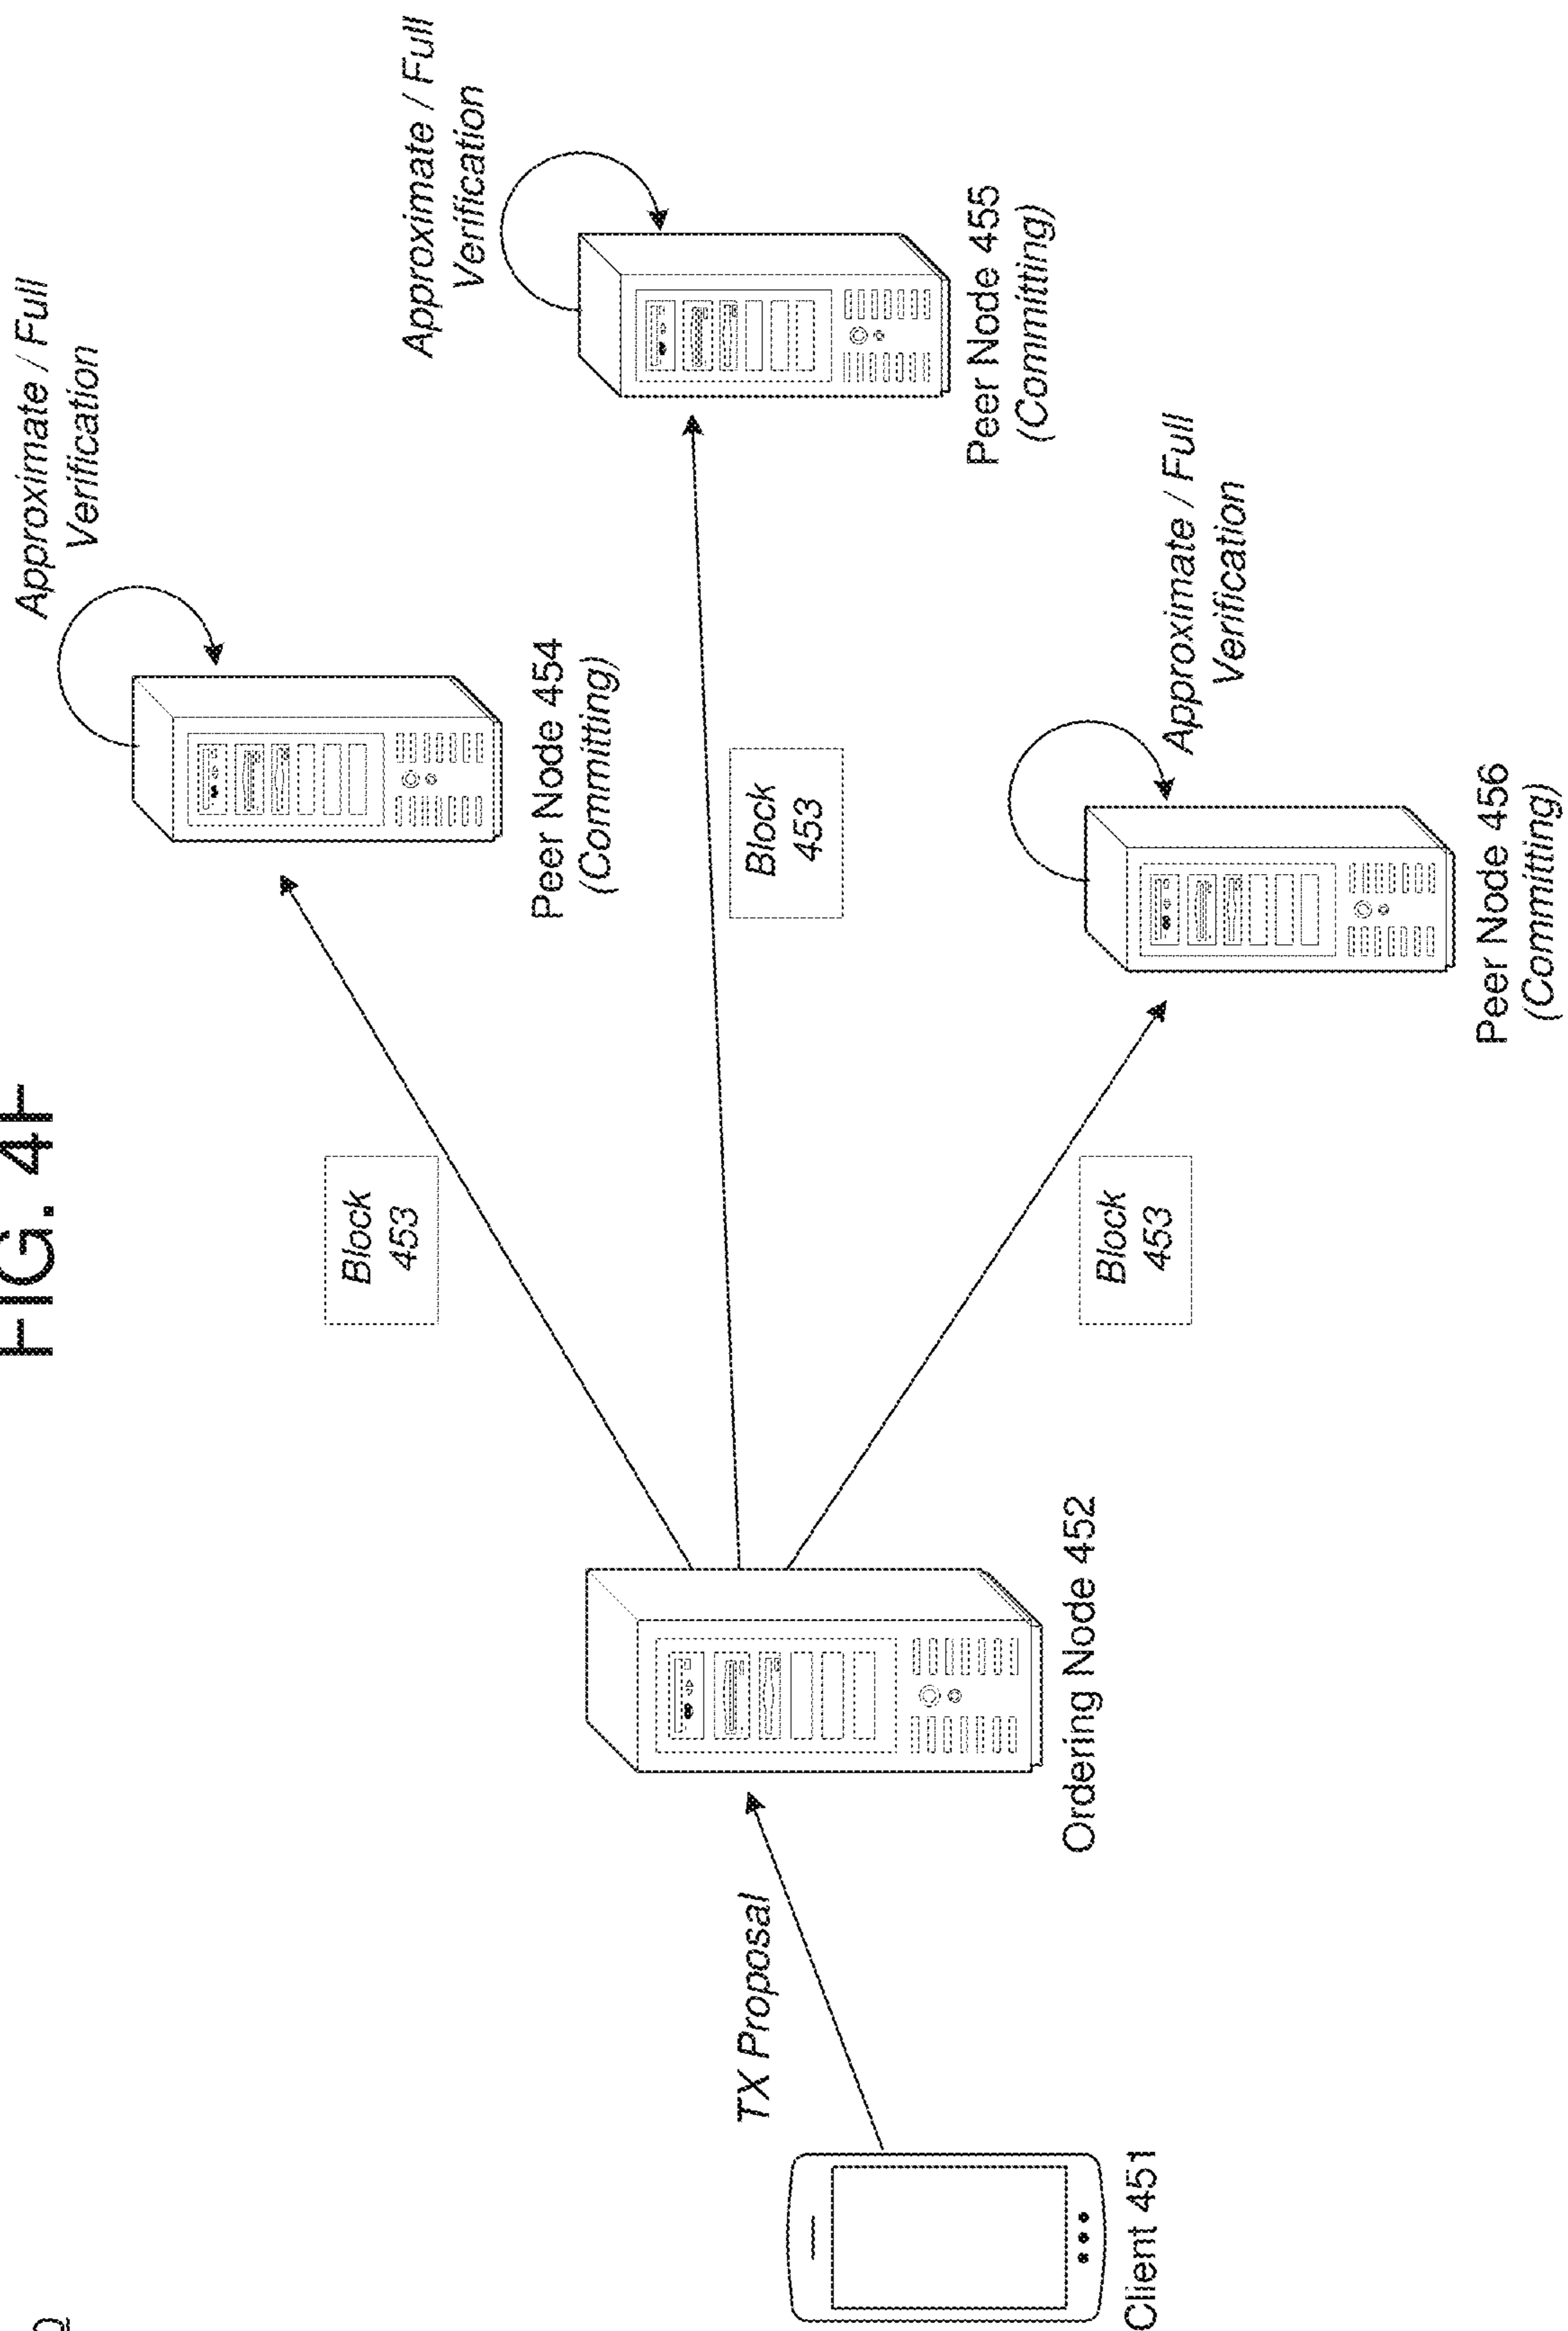 FIG. 4F
Approximate / Full
Verification
Peer Node 454
(Committing)
Block
453
Approximate / Full
Verification
Peer Node 455
(Committing)
Block
453
TX Proposal
Client 451
Ordering Node 452
Block
453
Approximate / Full
Verification
Peer Node 456
(Committing)